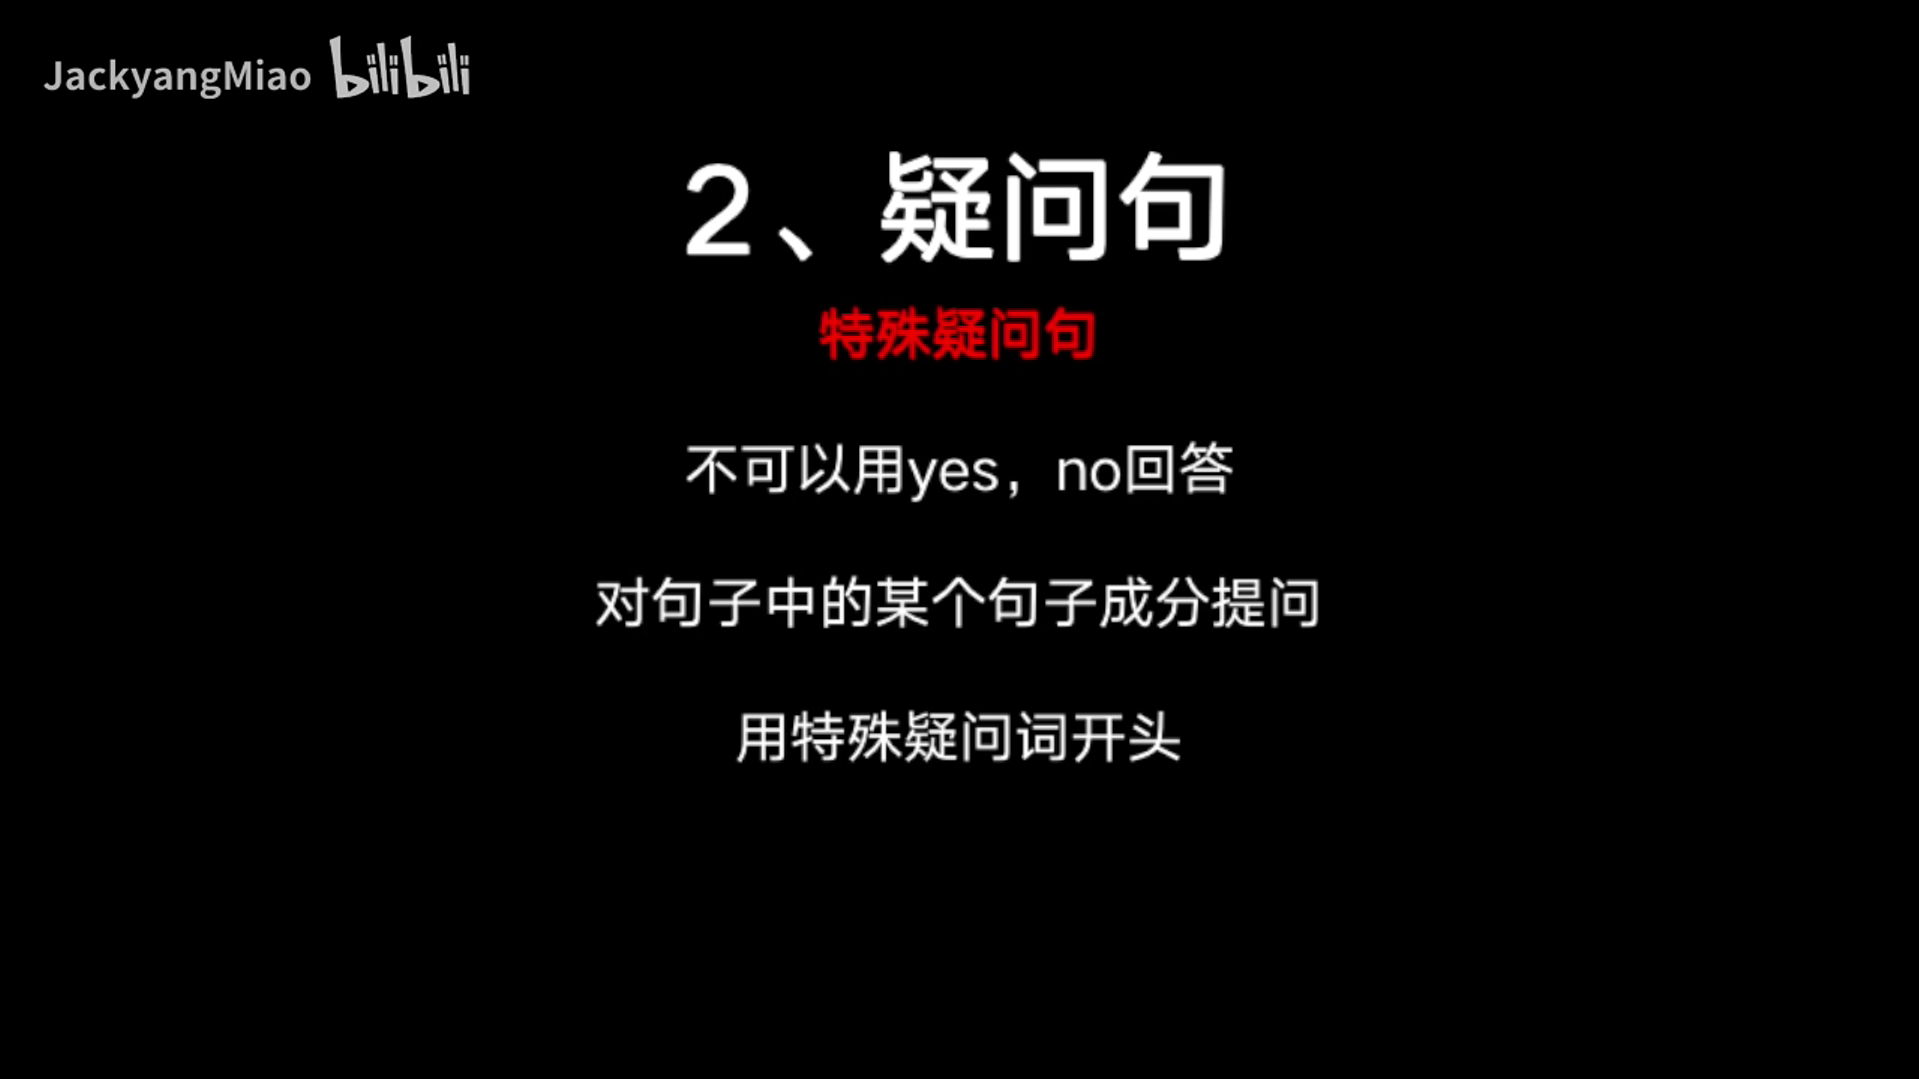 JackyangMiao bilibili
2、疑问句
特殊疑问句
不可以用yes，no回答
对句子中的某个句子成分提问
用特殊疑问词开头